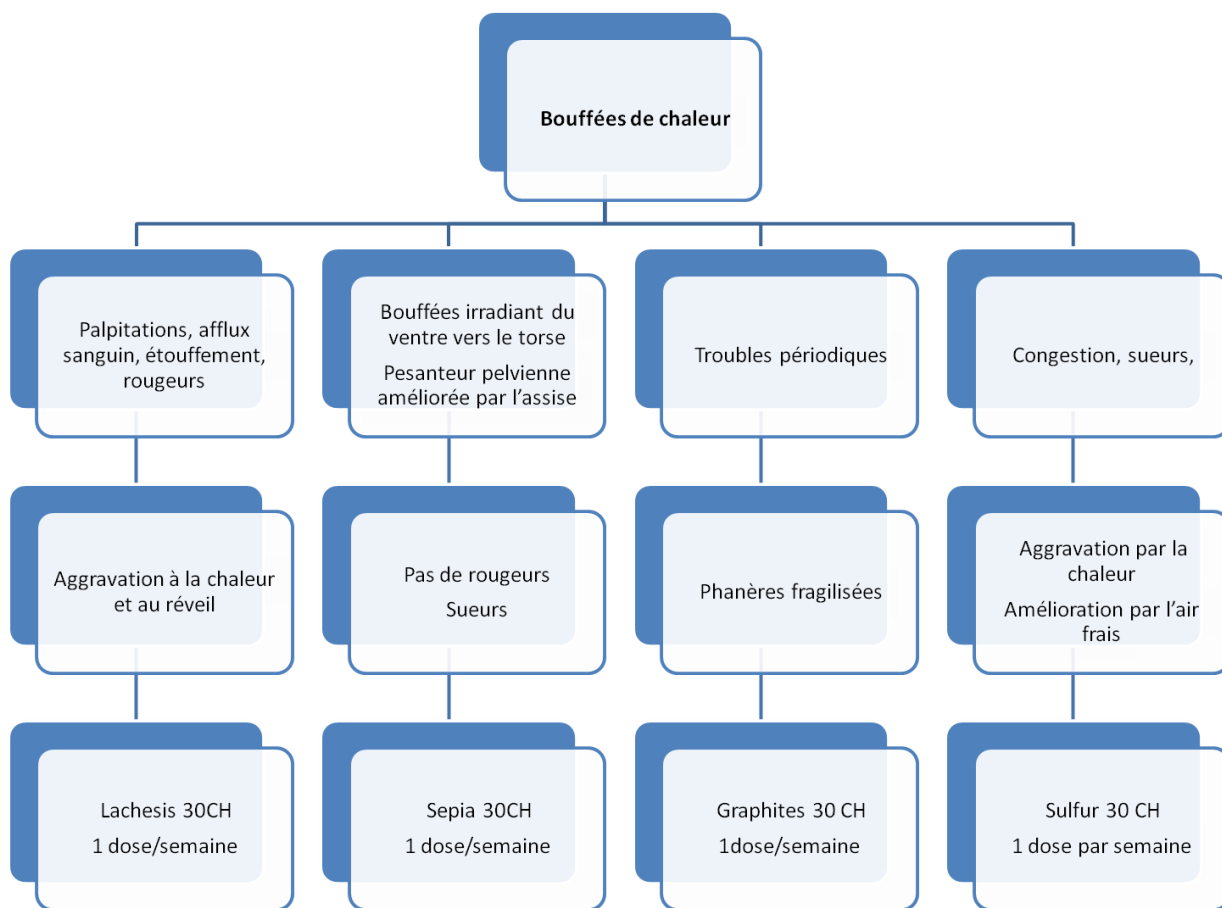 Bouffées de chaleur
Palpitations, afflux
sanguin, étouffement,
rougeurs
Bouffées irradiant du
ventre vers le torse
Pesanteur pelvienne
améliorée par l’assise
Troubles périodiques
Congestion, sueurs,
Aggravation à la chaleur
et au réveil
Pas de rougeurs
Sueurs
Phanères fragilisées
Aggravation par la
chaleur
Amélioration par l’air
frais
Lachesis 30CH
1 dose/semaine
Sepia 30CH
1 dose/semaine
Graphites 30 CH
1dose/semaine
Sulfur 30 CH
1 dose par semaine